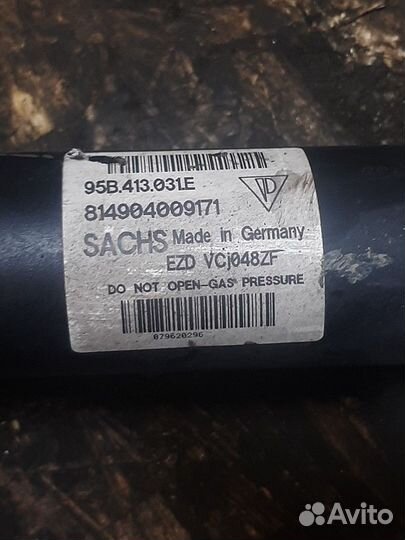 95B.413.031.E
814904009171
SACHS Made in Germany
EZD VCj048ZF
DO NOT OPEN-GAS PRESSURE
079620296
Avito